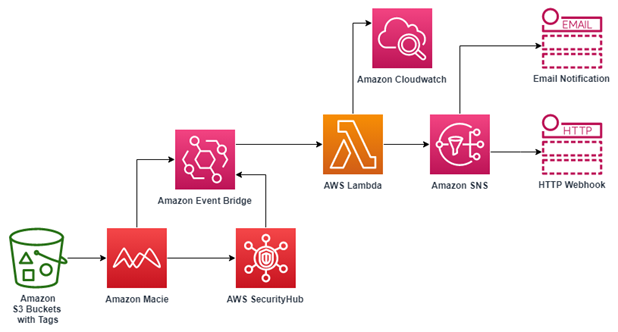 EMAIL
Amazon Cloudwatch
Email Notification
HTTP
AWS Lambda
Amazon SNS
HTTP Webhook
Amazon Event Bridge
Amazon
S3 Buckets
with Tags
Amazon Macie
AWS SecurityHub